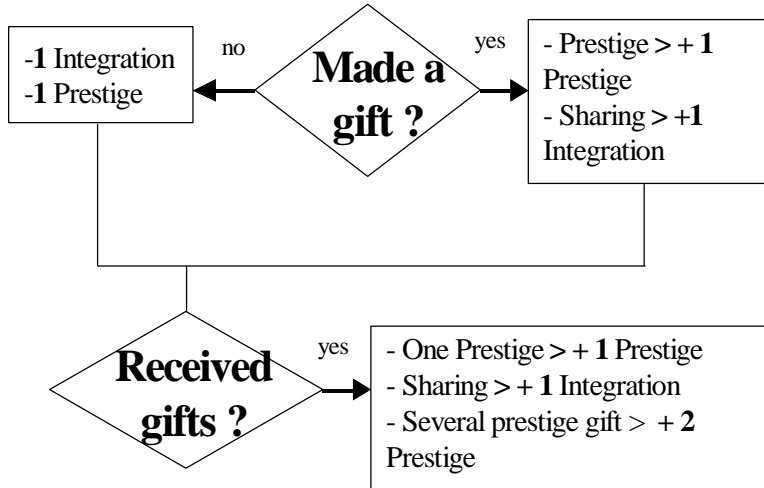 -1 Integration
-1 Prestige
no
Made a
gift ?
yes
- Prestige > + 1
Prestige
- Sharing > +1
Integration
Received
gifts ?
yes
- One Prestige > + 1 Prestige
- Sharing > + 1 Integration
- Several prestige gift > + 2
Prestige